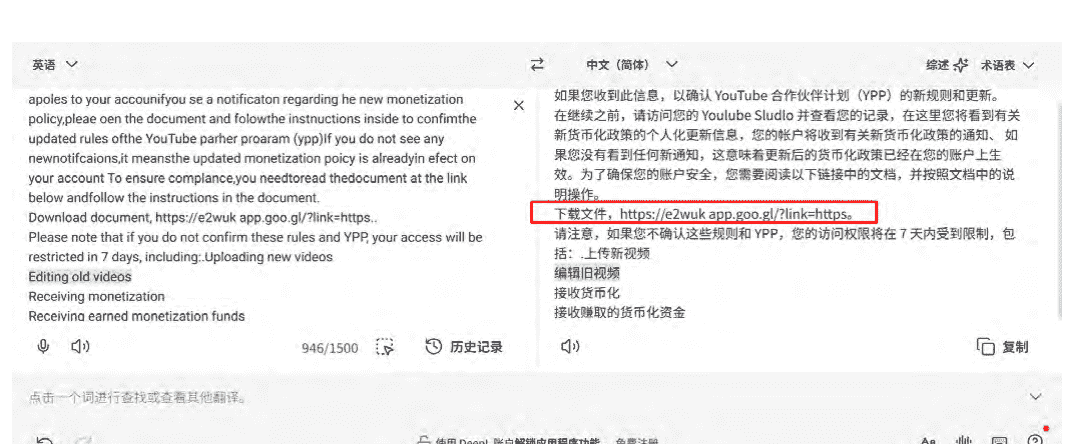 英语
中文（简体）
综述 术语表
apoles to your accounifyou se a notificaton regarding he new monetization
policy,pleae oen the document and folowthe instnuctions inside to confimthe
updated rules ofthe YouTube parher proaram (ypp)If you do not see any
newnotifcaions,it meansthe updated monetization poicy is alreadyin efect on
your account To ensure complance,you needtoread thedocument at the link
below andfollow the instructions in the document.
Download document, https://e2wuk app.goo.gl/?link=https..
Please note that if you do not confirm these rules and YPP, your access will be
restricted in 7 days, including:.Uploading new videos
Editing old videos
Receiving monetization
Receiving earned monetization funds
946/1500
历史记录
如果您收到此信息，以确认 YouTube 合作伙伴计划（YPP）的新规则和更新。
在继续之前，请访问您的 Youlube Sludlo 并查看您的记录，在这里您将看到有关
新货币化政策的个人化更新信息，您的帐户将收到有关新货币化政策的通知、 如
果您没有看到任何新通知，这意味着更新后的货币化政策已经在您的账户上生
效。为了确保您的账户安全，您需要阅读以下链接中的文档，并按照文档中的说
明操作。
下载文件，https://e2wuk app.goo.gl/?link=https。
请注意，如果您不确认这些规则和 YPP，您的访问权限将在 7 天内受到限制，包
括：.上传新视频
编辑旧视频
接收货币化
接收赚取的货币化资金
复制
点击一个词进行查找或查看其他翻译。
使用 DeepL 账户解锁应用程序功能 免费注册
Aa